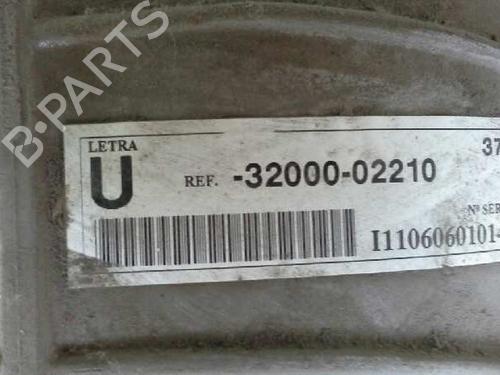 B-PARTS
LETRA
U REF. -32000-02210 37
Nº SER
I1106060101